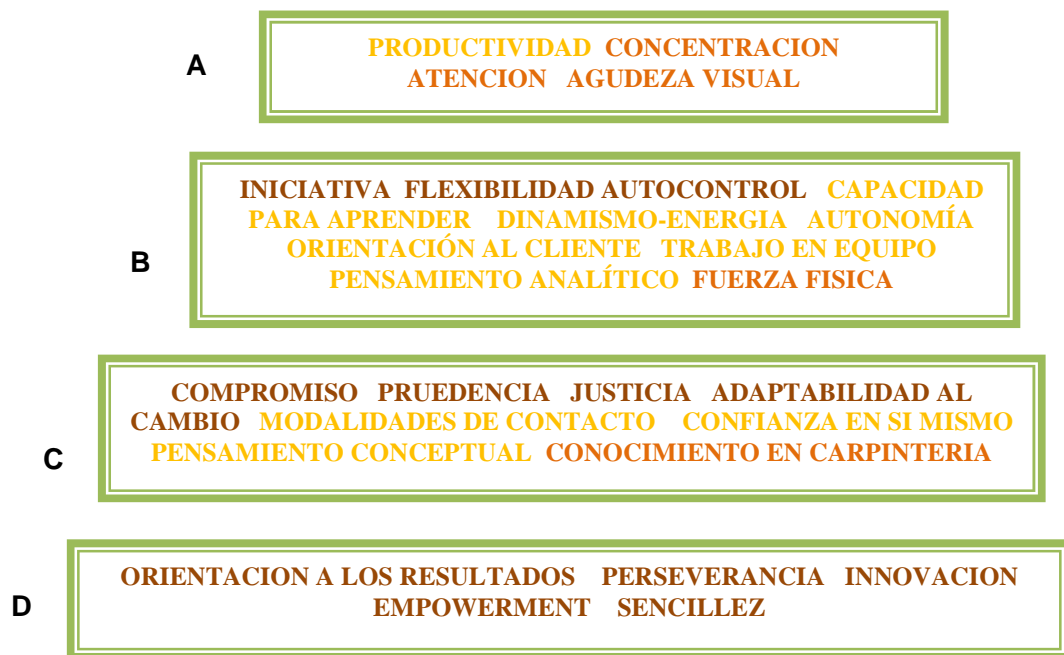 A
PRODUCTIVIDAD CONCENTRACION
ATENCION AGUDEZA VISUAL
B
INICIATIVA FLEXIBILIDAD AUTOCONTROL CAPACIDAD
PARA APRENDER DINAMISMO-ENERGIA AUTONOMÍA
ORIENTACIÓN AL CLIENTE TRABAJO EN EQUIPO
PENSAMIENTO ANALÍTICO FUERZA FISICA
C
COMPROMISO PRUEDENCIA JUSTICIA ADAPTABILIDAD AL
CAMBIO MODALIDADES DE CONTACTO CONFIANZA EN SI MISMO
PENSAMIENTO CONCEPTUAL CONOCIMIENTO EN CARPINTERIA
D
ORIENTACION A LOS RESULTADOS PERSEVERANCIA INNOVACION
EMPOWERMENT SENCILLEZ